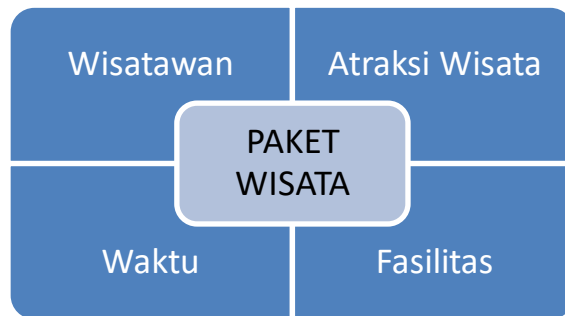 Wisatawan
Atraksi Wisata
PAKET
WISATA
Waktu
Fasilitas